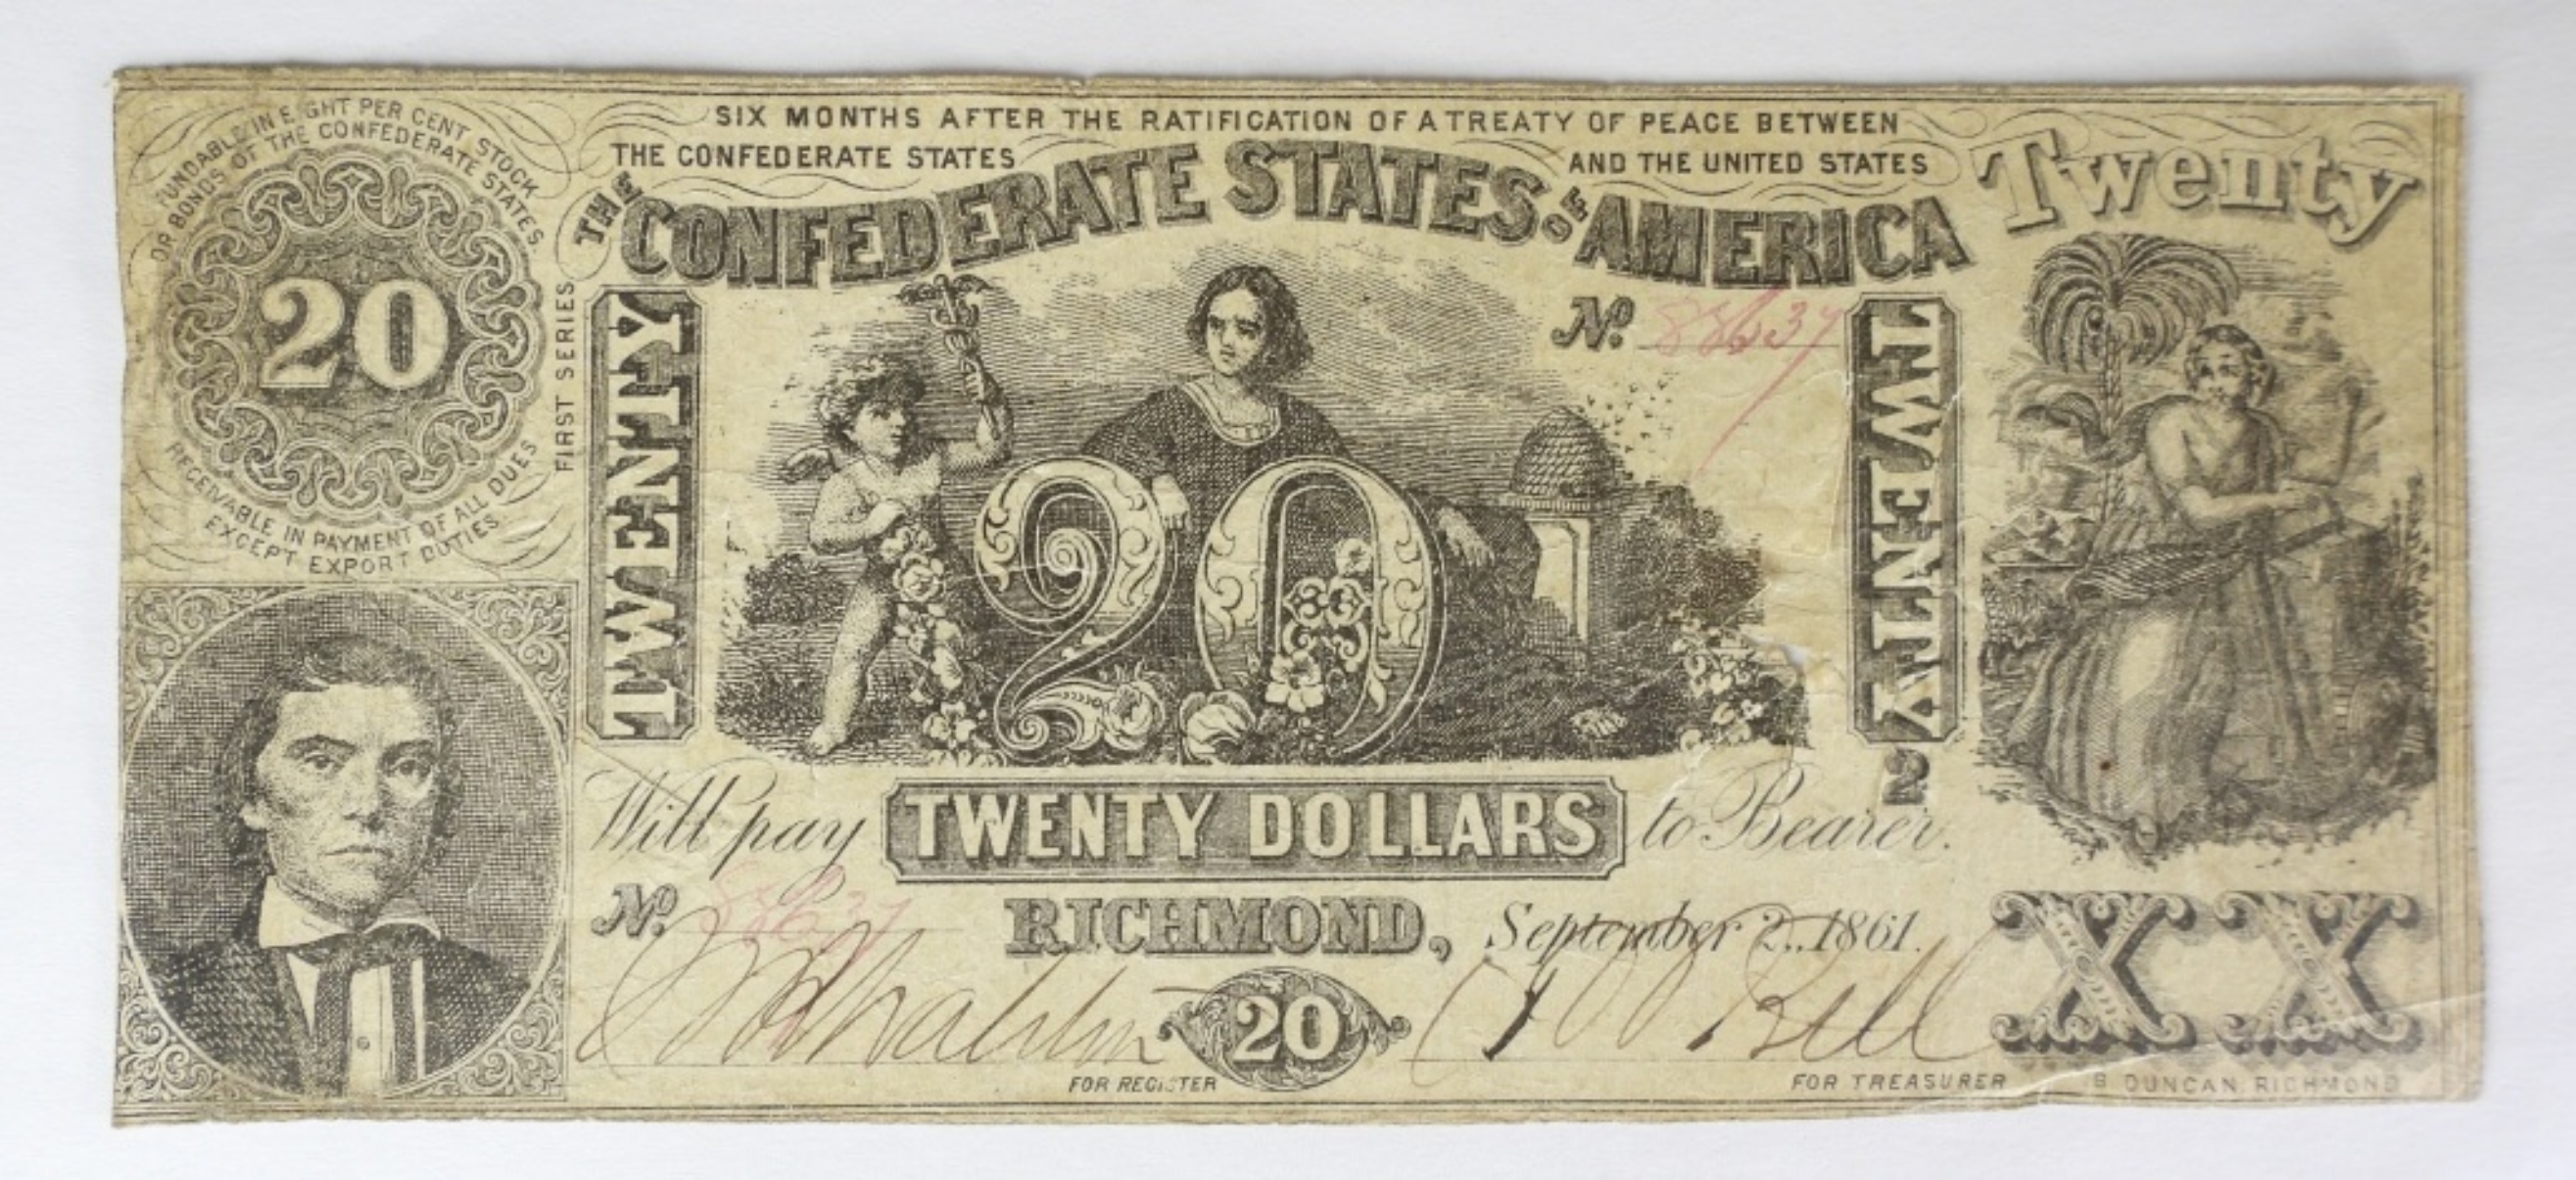 FUNDABLE IN EIGHT PER CENT STOCK
OR BONDS OF THE CONFEDERATE STATES.
20
RECEIVABLE IN PAYMENT OF ALL DUES
EXCEPT EXPORT DUTIES.
FIRST SERIES
SIX MONTHS AFTER THE RATIFICATION OF A TREATY OF PEACE BETWEEN
THE CONFEDERATE STATES AND THE UNITED STATES
THE CONFEDERATE STATES OF AMERICA
Twenty
No. 88637
TWENTY
20
TWENTY
2
Will pay TWENTY DOLLARS to Bearer.
No. 88637
RICHMOND, September 2, 1861.
XX
20
Bell
FOR REGISTER
FOR TREASURER
B. DUNCAN, RICHMOND